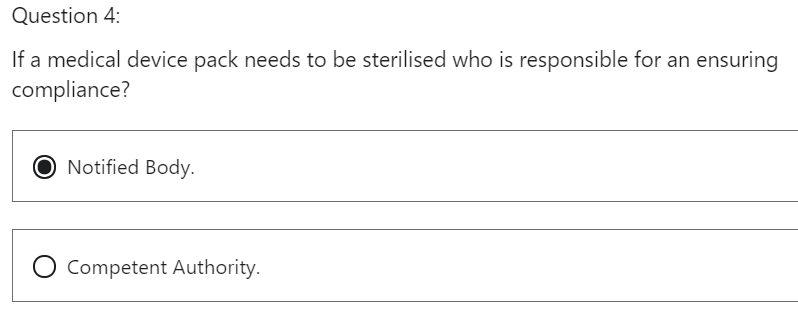 Question 4:
If a medical device pack needs to be sterilised who is responsible for an ensuring
compliance?
Notified Body.
Competent Authority.